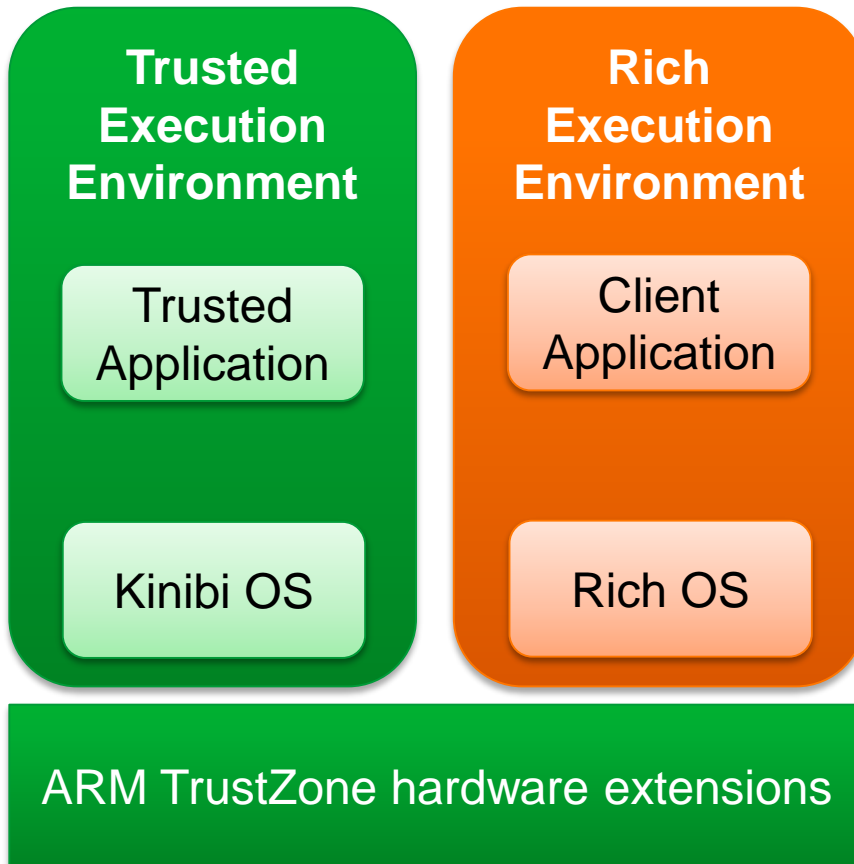 Trusted
Execution
Environment
Trusted
Application
Kinibi OS
Rich
Execution
Environment
Client
Application
Rich OS
ARM TrustZone hardware extensions